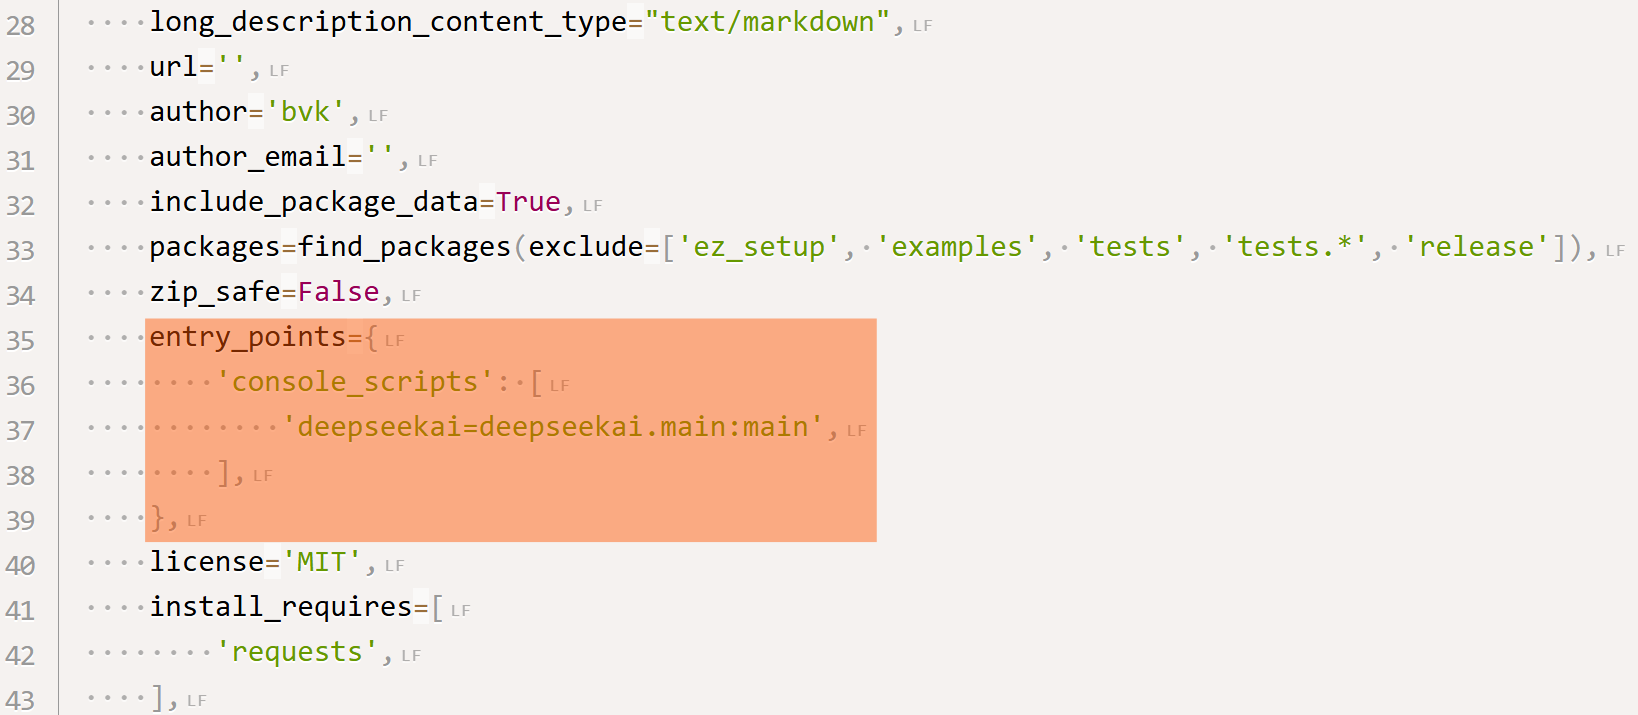 28 long_description_content_type="text/markdown",LF
29 url='',LF
30 author='bvk',LF
31 author_email='',LF
32 include_package_data=True,LF
33 packages=find_packages(exclude=['ez_setup', 'examples', 'tests', 'tests.*', 'release']),LF
34 zip_safe=False,LF
35 entry_points={LF
36 'console_scripts': [LF
37 'deepseekai=deepseekai.main:main',LF
38 ],LF
39 },LF
40 license='MIT',LF
41 install_requires=[LF
42 'requests',LF
43 ],LF